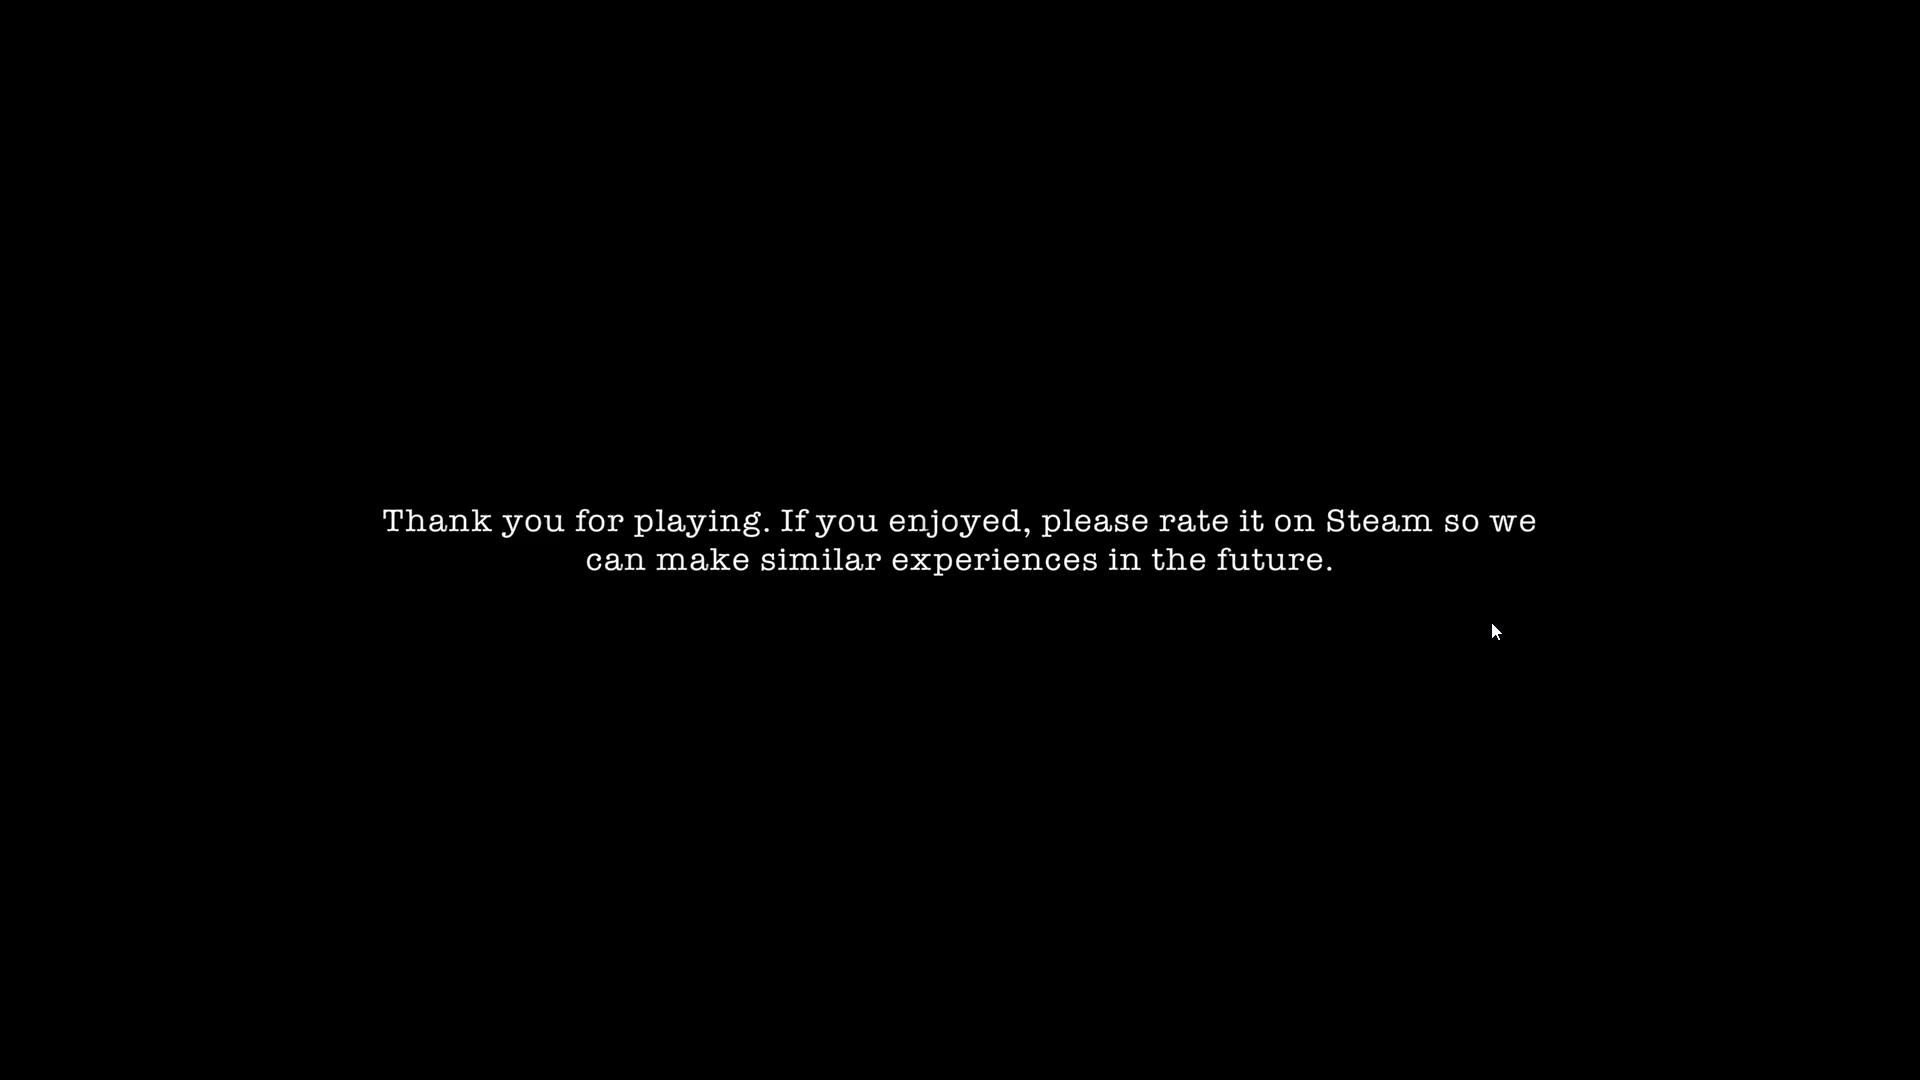 Thank you for playing. If you enjoyed, please rate it on Steam so we
can make similar experiences in the future.